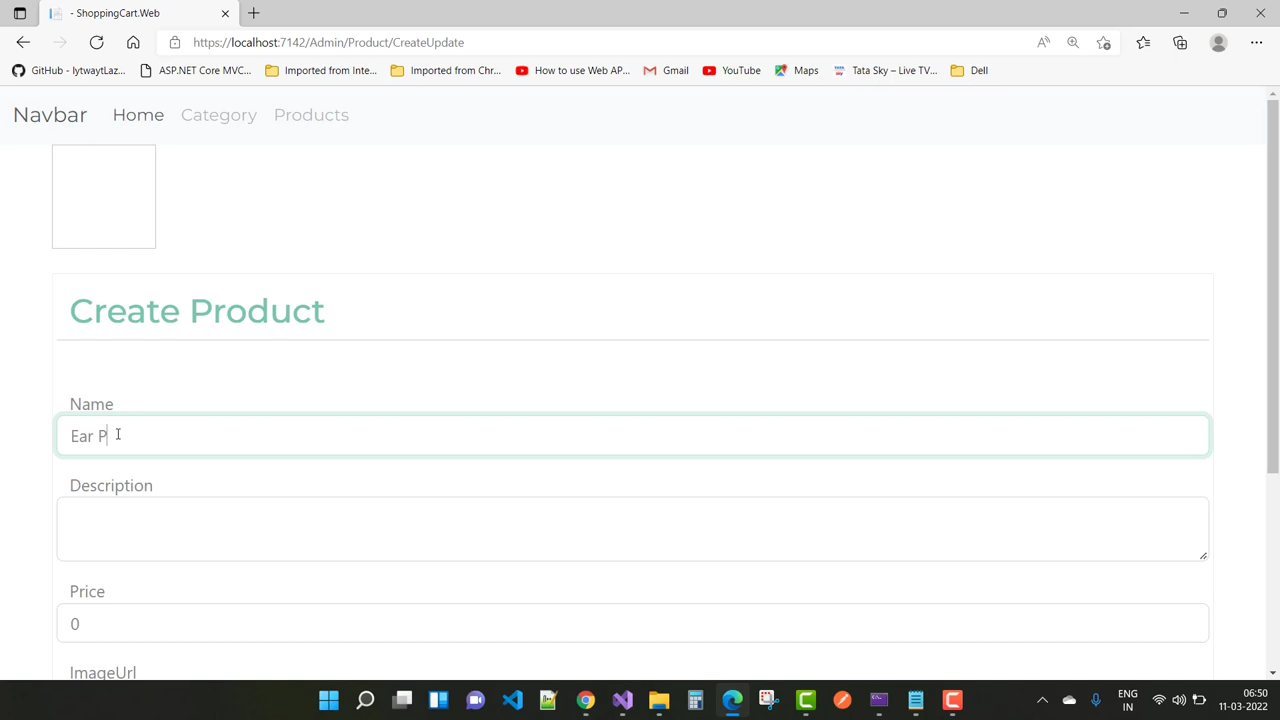 - ShoppingCart.Web
https://localhost:7142/Admin/Product/CreateUpdate
GitHub - lytwytLaz... ASP.NET Core MVC... Imported from Inte... Imported from Chr... How to use Web AP... Gmail YouTube Maps Tata Sky – Live TV... Dell
Navbar Home Category Products
Create Product
Name
Ear P
Description
Price
0
ImageUrl
ENG 06:50
IN 11-03-2022